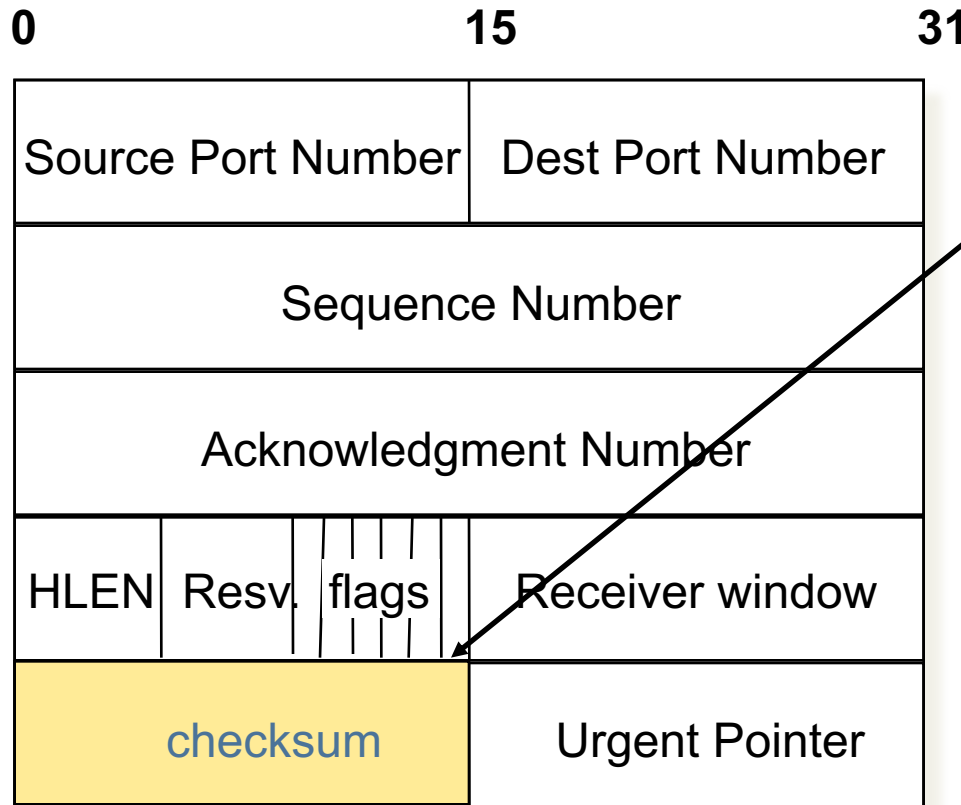 0 15 31
Source Port Number Dest Port Number
Sequence Number
Acknowledgment Number
HLEN Resv. flags Receiver window
checksum Urgent Pointer